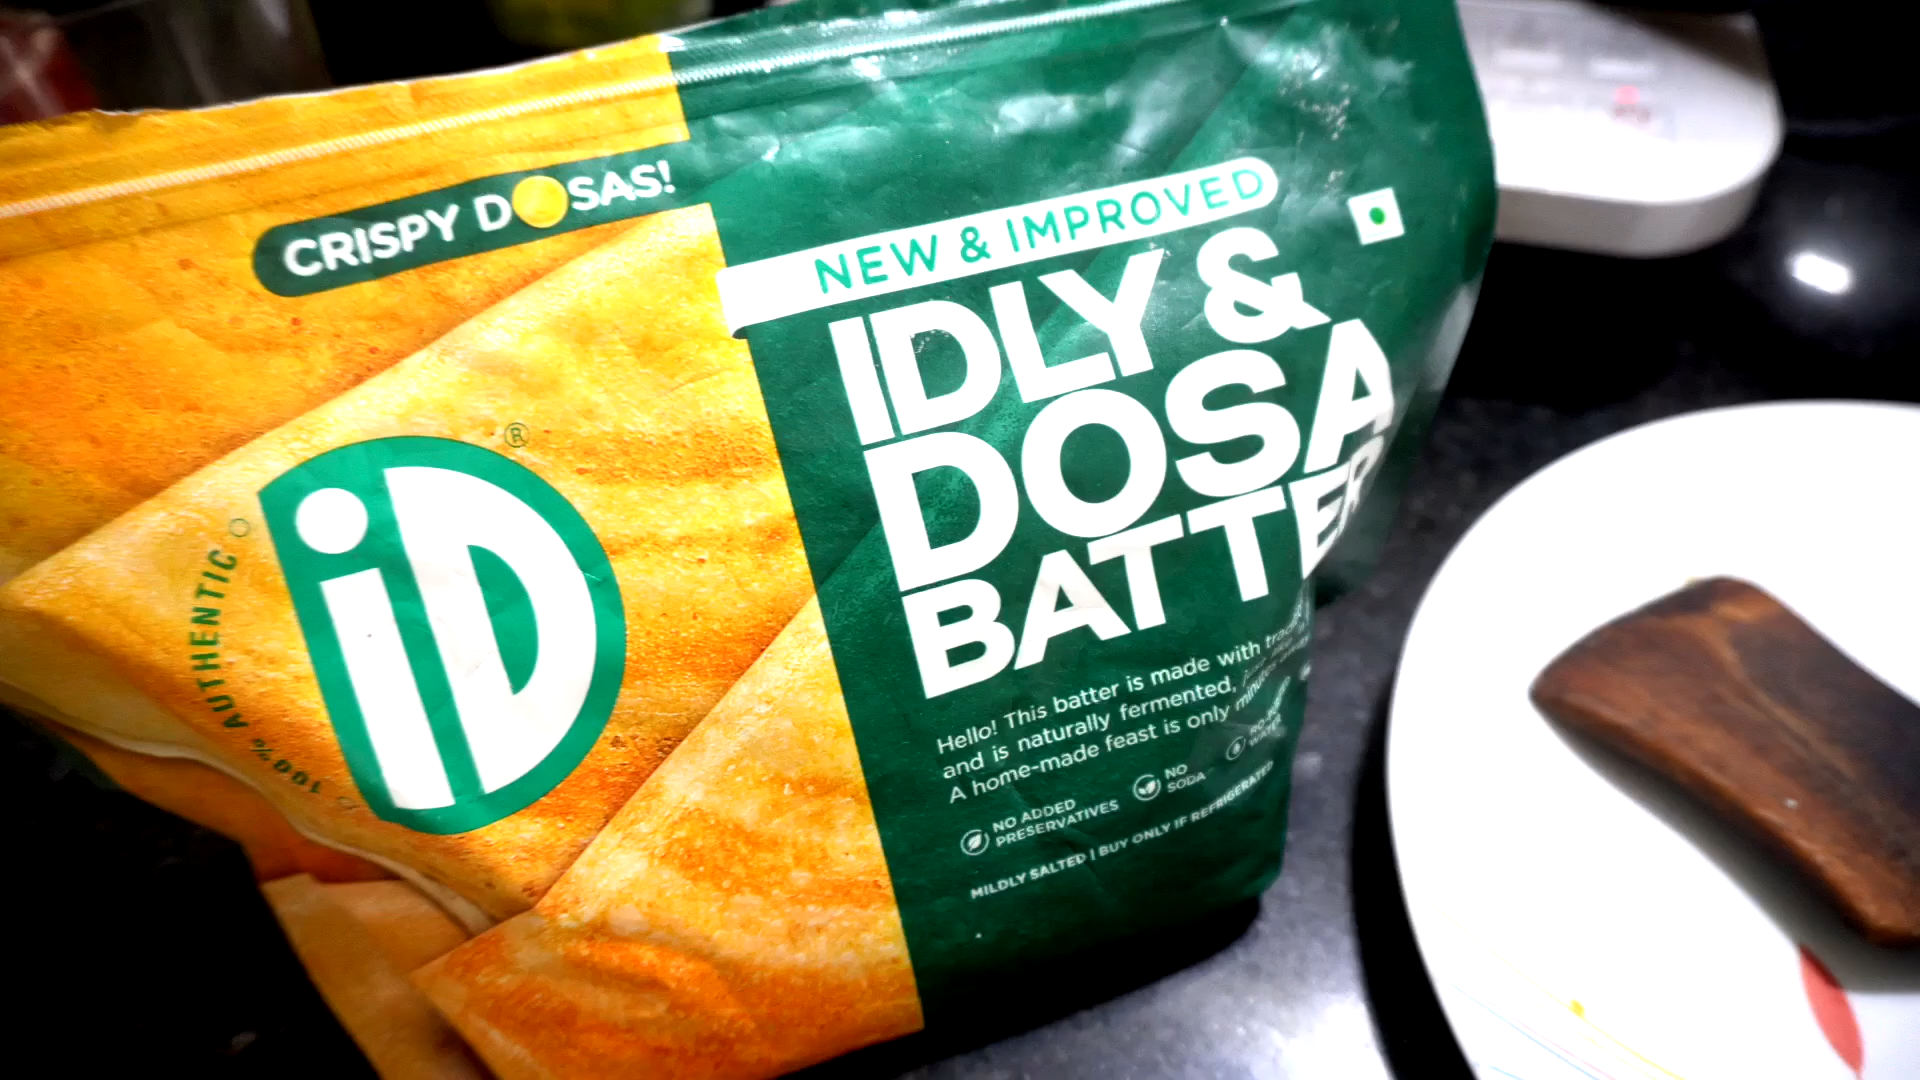 CRISPY DOSAS!
NEW & IMPROVED
IDLY &
DOSA
BATTER
iD
®
100% AUTHENTIC
Hello! This batter is made with
and is naturally fermented,
A home-made feast is only minutes
NO ADDED
PRESERVATIVES
NO
SODA
MILDLY SALTED | BUY ONLY IF REFRIGERATED